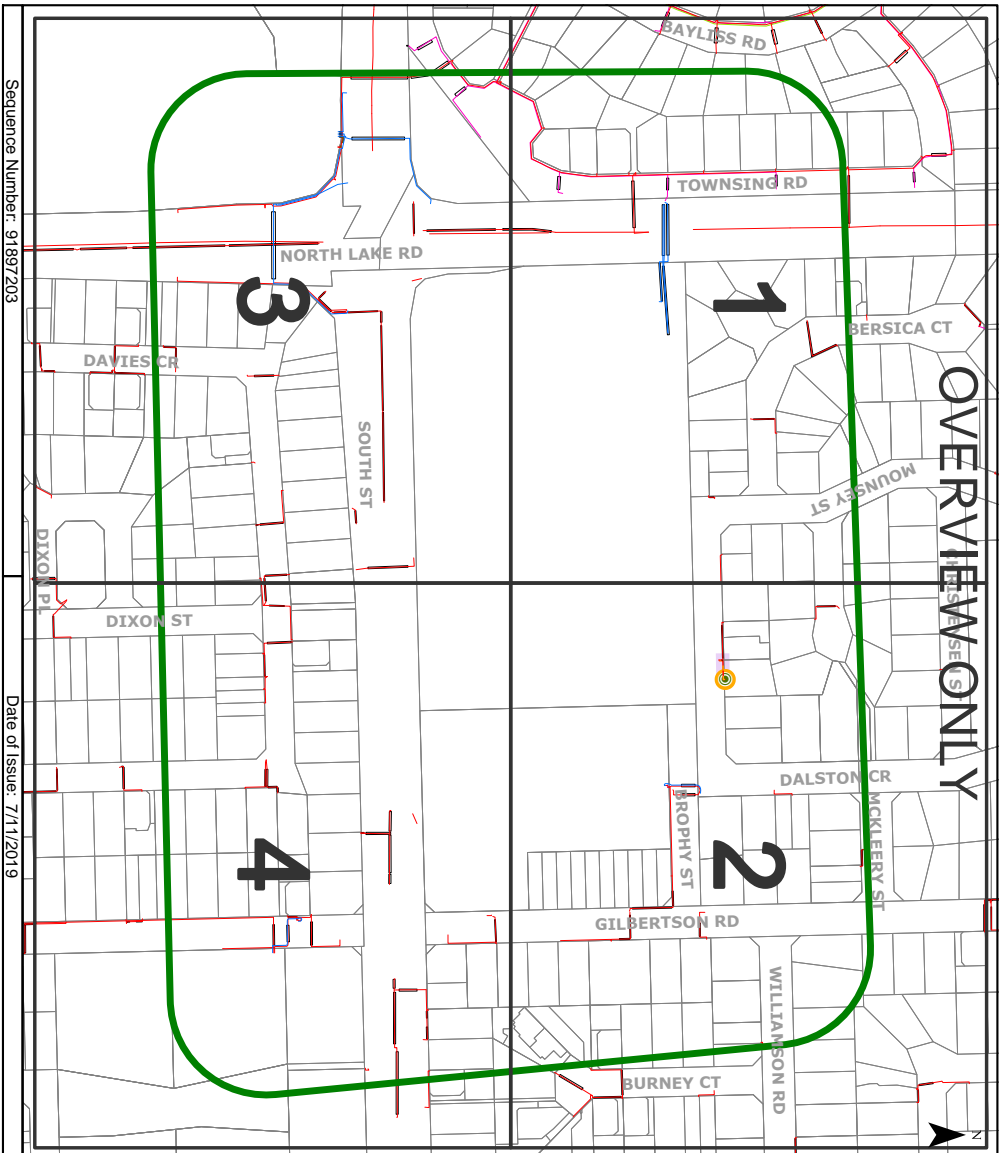 OVERVIEW ONLY
BAYLISS RD
TOWNSING RD
NORTH LAKE RD
1
3
BERSICA CT
DAVIES CR
SOUTH ST
MOUNSEY ST
CHRISTENSEN ST
DIXON PL
DIXON ST
DALSTON CR
BROPHY ST
MCKLEERY ST
2
4
GILBERTSON RD
WILLIAMSON RD
BURNEY CT
N
Sequence Number: 91897203
Date of Issue: 7/11/2019